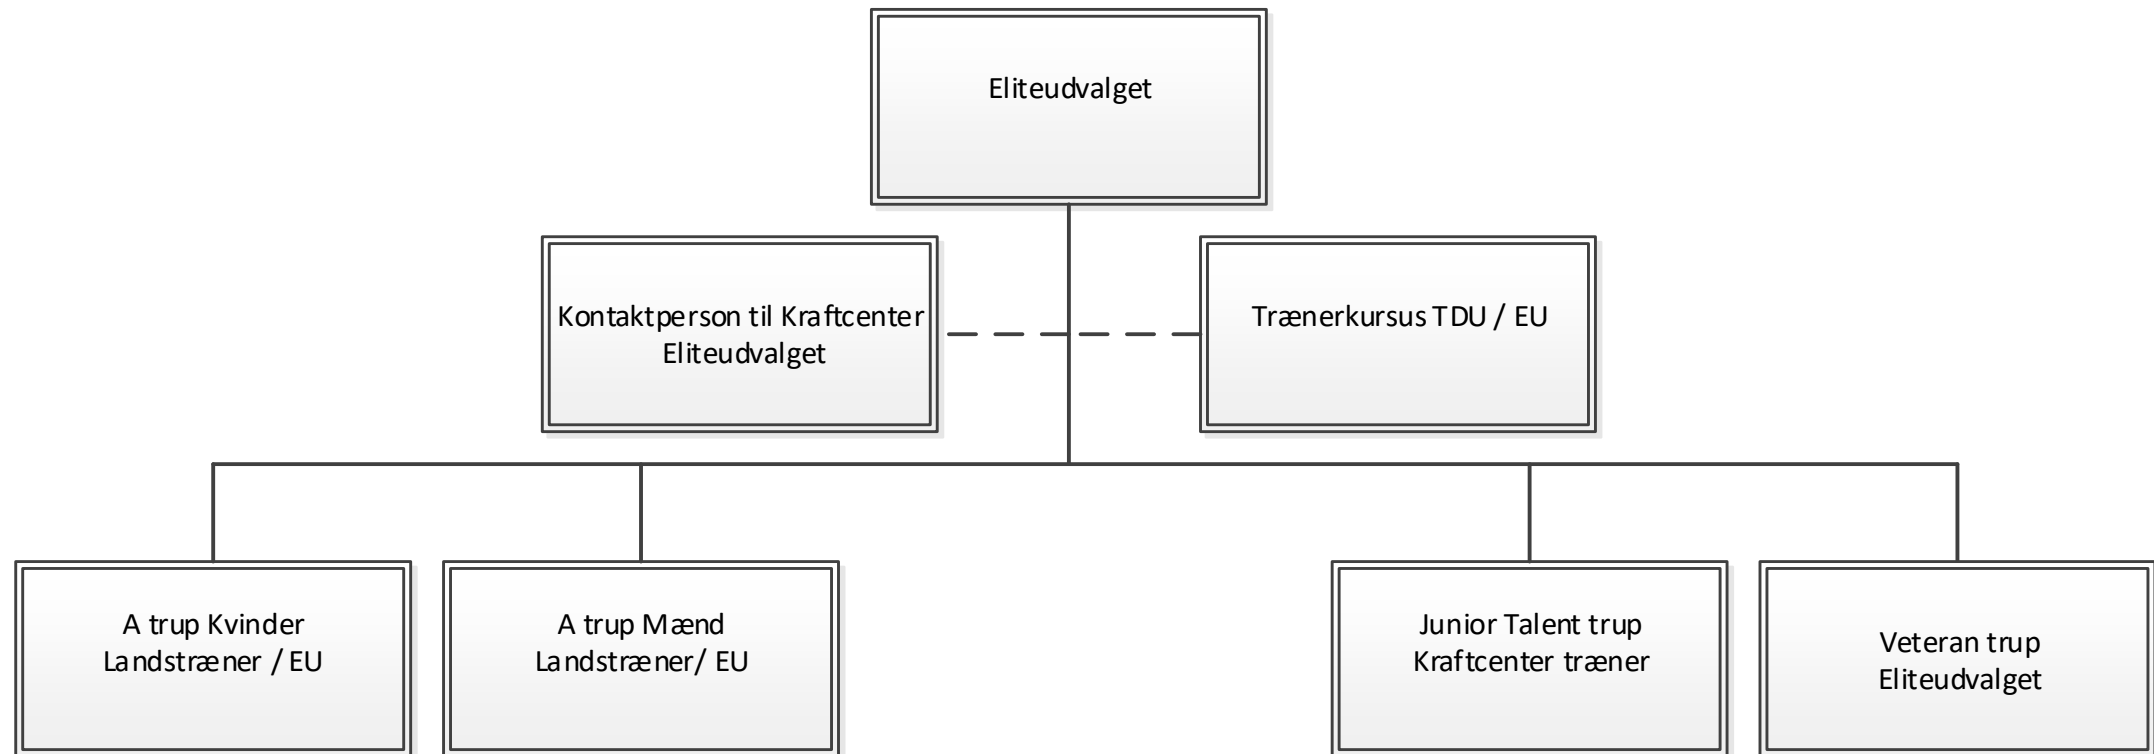 Eliteudvalget
Kontaktperson til Kraftcenter
Eliteudvalget
Trænerkursus TDU / EU
A trup Kvinder
Landstræner / EU
A trup Mænd
Landstræner/ EU
Junior Talent trup
Kraftcenter træner
Veteran trup
Eliteudvalget